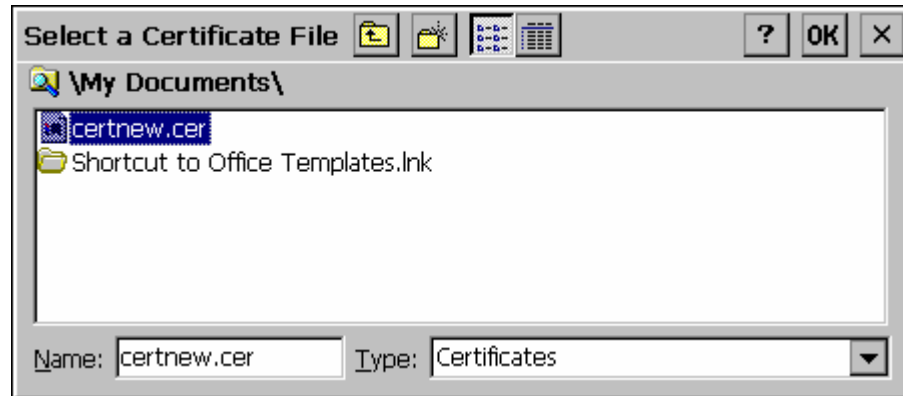 Select a Certificate File ? OK ×
\My Documents\
certnew.cer
Shortcut to Office Templates.lnk
Name: certnew.cer Type: Certificates